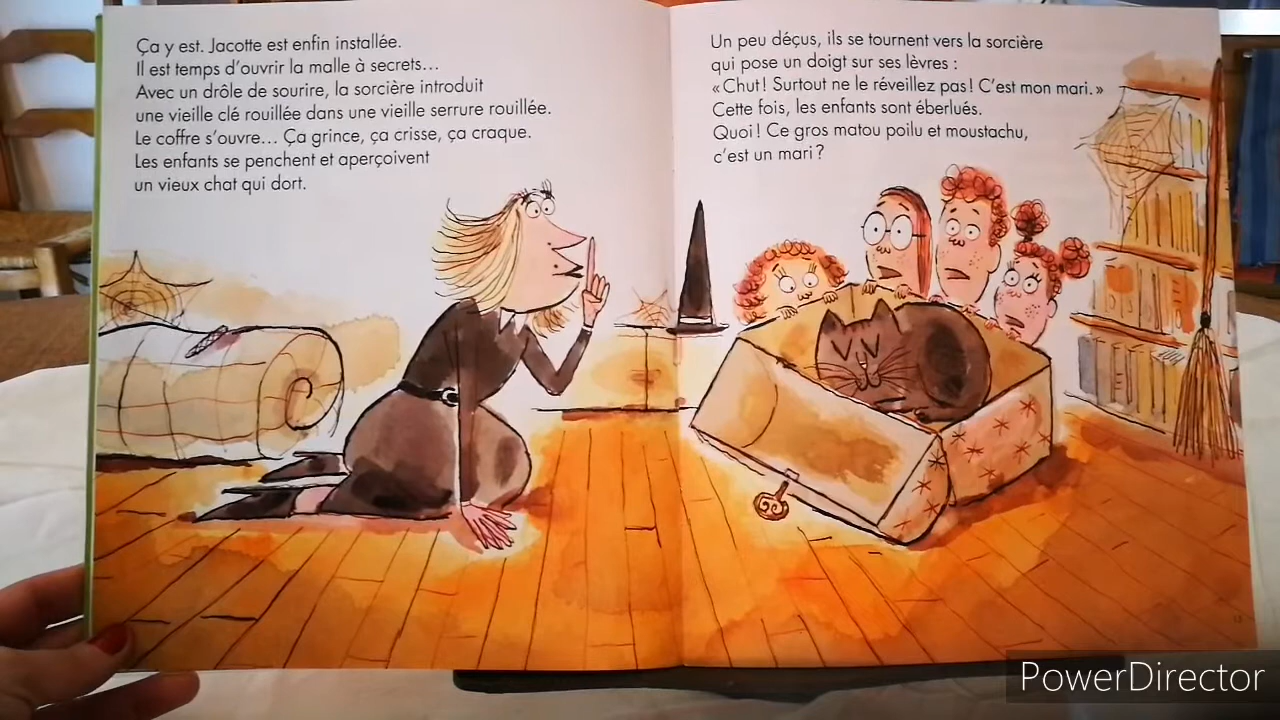 Ça y est. Jacotte est enfin installée.
Il est temps d'ouvrir la malle à secrets...
Avec un drôle de sourire, la sorcière introduit
une vieille clé rouillée dans une vieille serrure rouillée.
Le coffre s'ouvre... Ça grince, ça crisse, ça craque.
Les enfants se penchent et aperçoivent
un vieux chat qui dort.
Un peu déçus, ils se tournent vers la sorcière
qui pose un doigt sur ses lèvres :
« Chut ! Surtout ne le réveillez pas ! C'est mon mari. »
Cette fois, les enfants sont éberlués.
Quoi ! Ce gros matou poilu et moustachu,
c'est un mari ?
PowerDirector